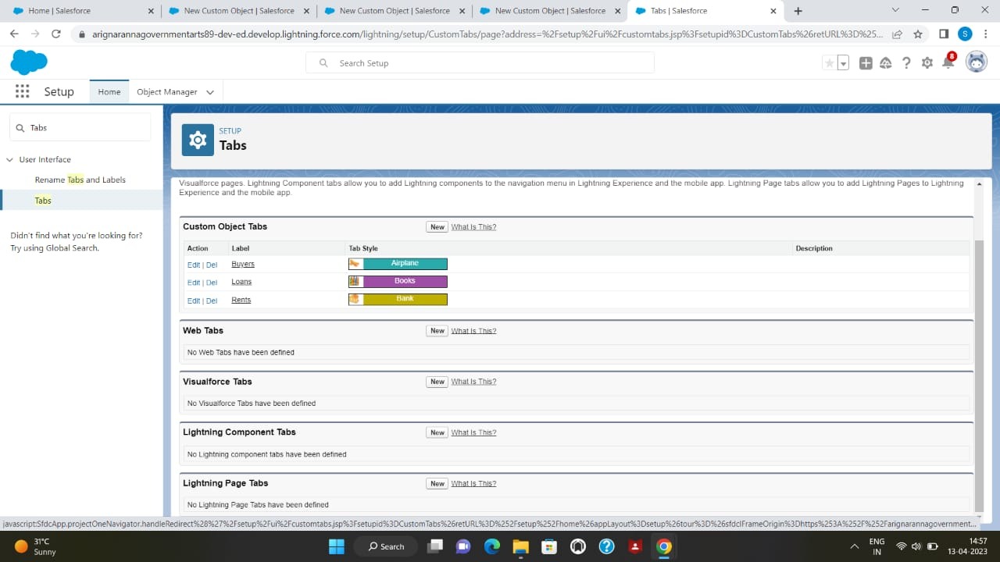 Home | Salesforce
New Custom Object | Salesforce
New Custom Object | Salesforce
New Custom Object | Salesforce
Tabs | Salesforce
arignarannagovernmentarts89-dev-ed.develop.lightning.force.com/lightning/setup/CustomTabs/page?address=%2Fsetup%2Fui%2Fcustomtabs.jsp%3Fsetupid%3DCustomTabs%26retURL%3D%25...
S
Search Setup
8
Setup
Home
Object Manager
Tabs
User Interface
Rename Tabs and Labels
Tabs
Didn't find what you're looking for?
Try using Global Search.
SETUP
Tabs
Visualforce pages. Lightning Component tabs allow you to add Lightning components to the navigation menu in Lightning Experience and the mobile app. Lightning Page tabs allow you to add Lightning Pages to Lightning
Experience and the mobile app.
Custom Object Tabs New What Is This?
Action Label Tab Style Description
Edit | Del Buyers Airplane
Edit | Del Loans Books
Edit | Del Rents Bank
Web Tabs New What Is This?
No Web Tabs have been defined
Visualforce Tabs New What Is This?
No Visualforce Tabs have been defined
Lightning Component Tabs New What Is This?
No Lightning component tabs have been defined
Lightning Page Tabs New What Is This?
No Lightning Page Tabs have been defined
javascript:SfdcApp.projectOneNavigator.handleRedirect%28%27%2Fsetup%2Fui%2Fcustomtabs.jsp%3Fsetupid%3DCustomTabs%26retURL%3D%252Fsetup%252Fhome%26appLayout%3Dsetup%26tour%3D%26sfdcIFrameOrigin%3Dhttps%253A%252F%252Farignarannagovernment...
31°C
Sunny
Search
ENG
IN
14:57
13-04-2023